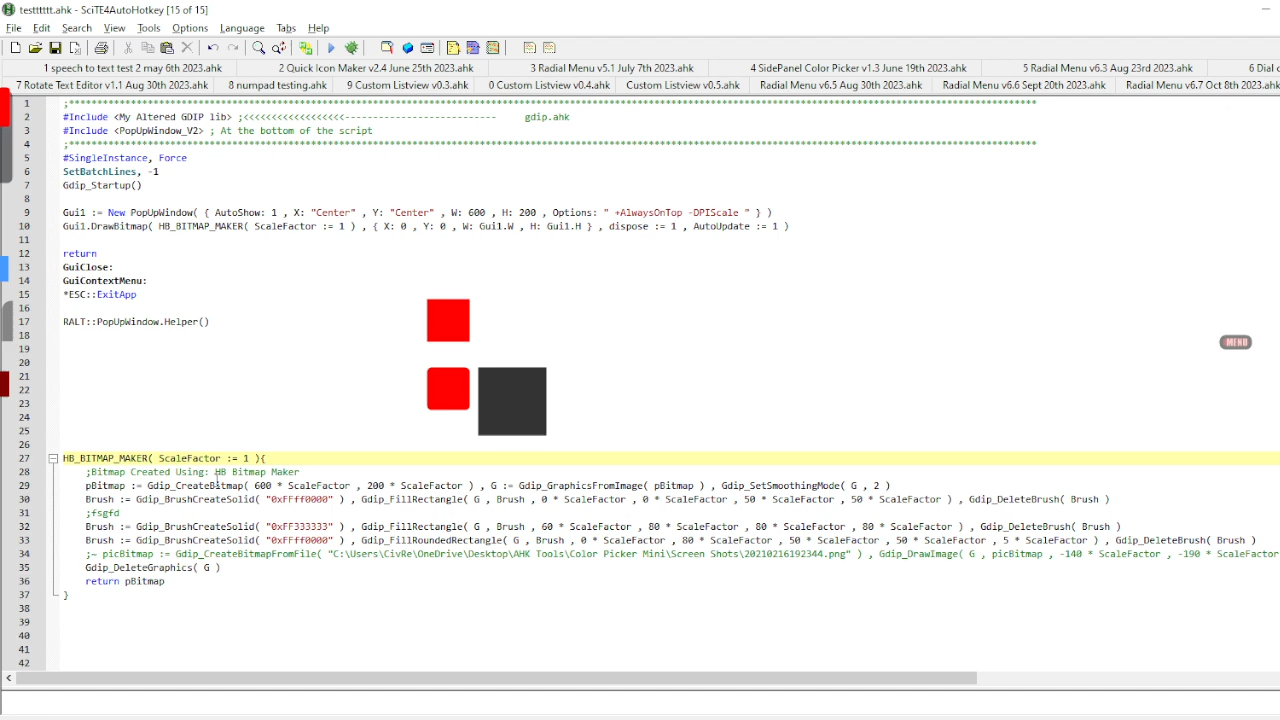 testttttt.ahk - SciTE4AutoHotkey [15 of 15]
File Edit Search View Tools Options Language Tabs Help
1 speech to text test 2 may 6th 2023.ahk 2 Quick Icon Maker v2.4 June 25th 2023.ahk 3 Radial Menu v5.1 July 7th 2023.ahk 4 SidePanel Color Picker v1.3 June 19th 2023.ahk 5 Radial Menu v6.3 Aug 23rd 2023.ahk 6 Dial
7 Rotate Text Editor v1.1 Aug 30th 2023.ahk 8 numpad testing.ahk 9 Custom Listview v0.3.ahk 0 Custom Listview v0.4.ahk Custom Listview v0.5.ahk Radial Menu v6.5 Aug 30th 2023.ahk Radial Menu v6.6 Sept 20th 2023.ahk Radial Menu v6.7 Oct 8th 2023.ahk
1 ;****************************************************************************************************************************************************************
2 #Include <My Altered GDIP lib> ;<<<<<<<<<<<<<<<<<<--------------------------- gdip.ahk
3 #Include <PopUpWindow_V2> ; At the bottom of the script
4 ;****************************************************************************************************************************************************************
5 #SingleInstance, Force
6 SetBatchLines, -1
7 Gdip_Startup()
8
9 Gui1 := New PopUpWindow( { AutoShow: 1 , X: "Center" , Y: "Center" , W: 600 , H: 200 , Options: " +AlwaysOnTop -DPIScale " } )
10 Gui1.DrawBitmap( HB_BITMAP_MAKER( ScaleFactor := 1 ) , { X: 0 , Y: 0 , W: Gui1.W , H: Gui1.H } , dispose := 1 , AutoUpdate := 1 )
11
12 return
13 GuiClose:
14 GuiContextMenu:
15 *ESC::ExitApp
16
17 RALT::PopUpWindow.Helper()
18
19
MENU
20
21
22
23
24
25
26
27 HB_BITMAP_MAKER( ScaleFactor := 1 ){
28 ;Bitmap Created Using: HB Bitmap Maker
29 pBitmap := Gdip_CreateBitmap( 600 * ScaleFactor , 200 * ScaleFactor ) , G := Gdip_GraphicsFromImage( pBitmap ) , Gdip_SetSmoothingMode( G , 2 )
30 Brush := Gdip_BrushCreateSolid( "0xFFff0000" ) , Gdip_FillRectangle( G , Brush , 0 * ScaleFactor , 0 * ScaleFactor , 50 * ScaleFactor , 50 * ScaleFactor ) , Gdip_DeleteBrush( Brush )
31 ;fsgfd
32 Brush := Gdip_BrushCreateSolid( "0xFF333333" ) , Gdip_FillRectangle( G , Brush , 60 * ScaleFactor , 80 * ScaleFactor , 80 * ScaleFactor , 80 * ScaleFactor ) , Gdip_DeleteBrush( Brush )
33 Brush := Gdip_BrushCreateSolid( "0xFFff0000" ) , Gdip_FillRoundedRectangle( G , Brush , 0 * ScaleFactor , 80 * ScaleFactor , 50 * ScaleFactor , 50 * ScaleFactor , 5 * ScaleFactor ) , Gdip_DeleteBrush( Brush )
34 ;~ picBitmap := Gdip_CreateBitmapFromFile( "C:\Users\CivRe\OneDrive\Desktop\AHK Tools\Color Picker Mini\Screen Shots\20210216192344.png" ) , Gdip_DrawImage( G , picBitmap , -140 * ScaleFactor , -190 * ScaleFactor
35 Gdip_DeleteGraphics( G )
36 return pBitmap
37 }
38
39
40
41
42